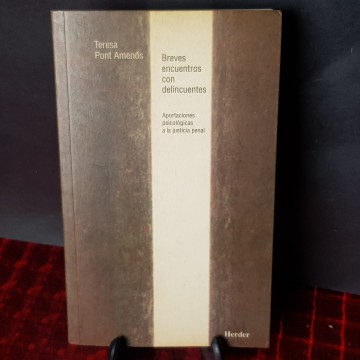 Teresa
Pont Amenós
Breves
encuentros
con
delincuentes
Aportaciones
psicológicas
a la justicia penal
Herder